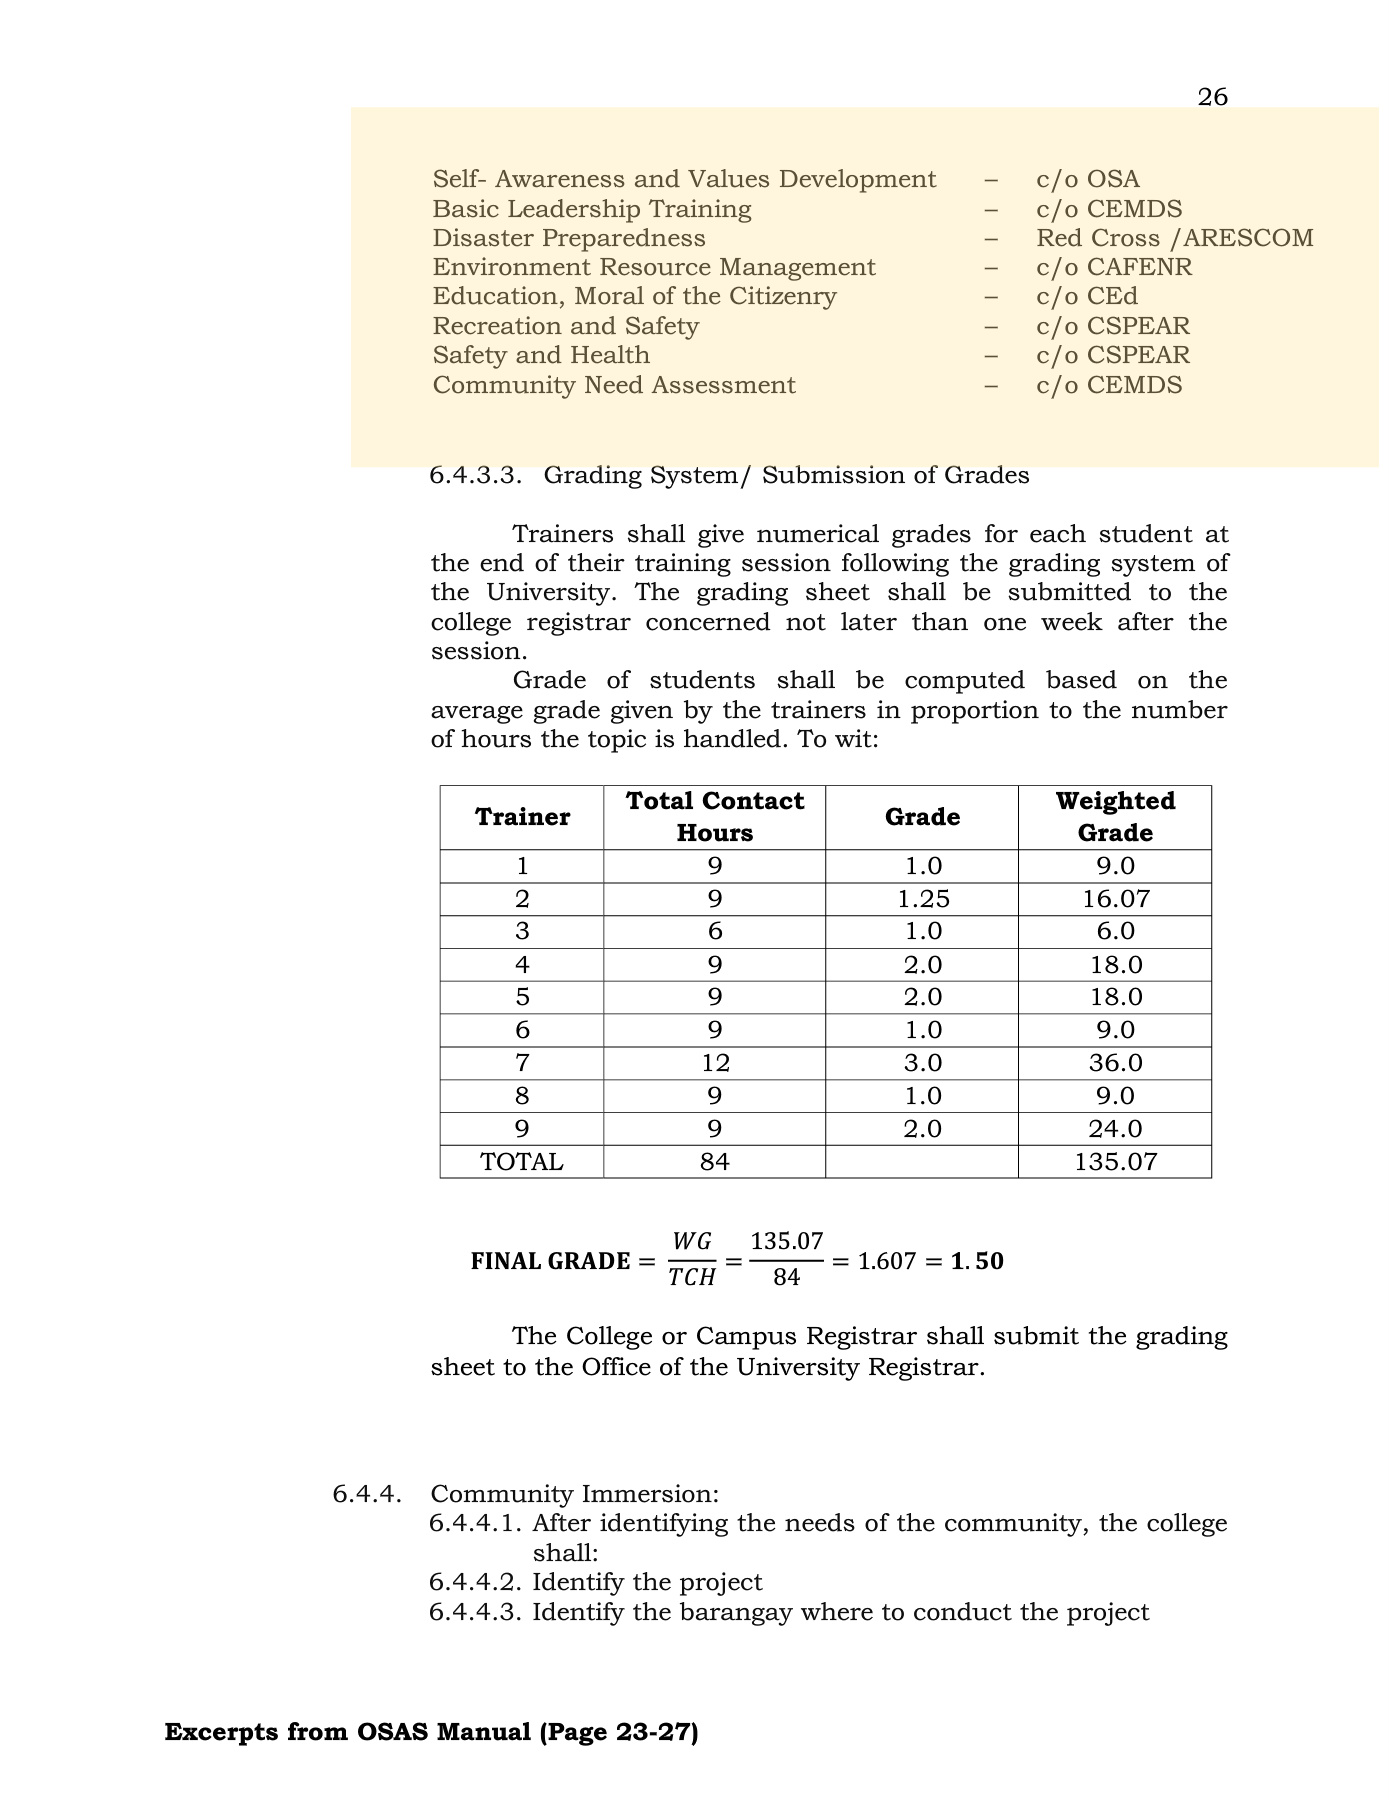 26
Self- Awareness and Values Development – c/o OSA
Basic Leadership Training – c/o CEMDS
Disaster Preparedness – Red Cross /ARESCOM
Environment Resource Management – c/o CAFENR
Education, Moral of the Citizenry – c/o CEd
Recreation and Safety – c/o CSPEAR
Safety and Health – c/o CSPEAR
Community Need Assessment – c/o CEMDS
6.4.3.3. Grading System/ Submission of Grades
Trainers shall give numerical grades for each student at
the end of their training session following the grading system of
the University. The grading sheet shall be submitted to the
college registrar concerned not later than one week after the
session.
Grade of students shall be computed based on the
average grade given by the trainers in proportion to the number
of hours the topic is handled. To wit:
Trainer Total Contact Hours Grade Weighted Grade
1 9 1.0 9.0
2 9 1.25 16.07
3 6 1.0 6.0
4 9 2.0 18.0
5 9 2.0 18.0
6 9 1.0 9.0
7 12 3.0 36.0
8 9 1.0 9.0
9 9 2.0 24.0
TOTAL 84 135.07
FINAL GRADE = WG/TCH = 135.07/84 = 1.607 = 1.50
The College or Campus Registrar shall submit the grading
sheet to the Office of the University Registrar.
6.4.4. Community Immersion:
6.4.4.1. After identifying the needs of the community, the college
shall:
6.4.4.2. Identify the project
6.4.4.3. Identify the barangay where to conduct the project
Excerpts from OSAS Manual (Page 23-27)